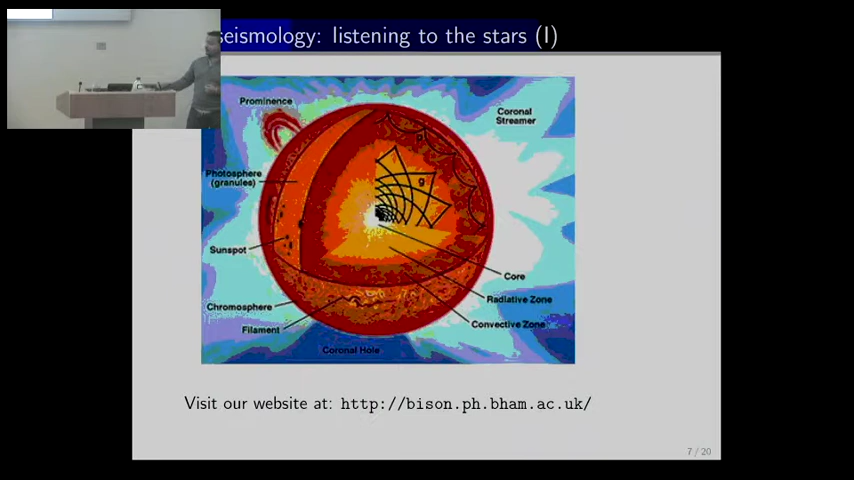 seismology: listening to the stars (I)
Prominence
Coronal
Streamer
Photosphere
(granules)
g
Sunspot
Core
Radiative Zone
Chromosphere
Convective Zone
Filament
Coronal Hole
Visit our website at: http://bison.ph.bham.ac.uk/
7 / 20